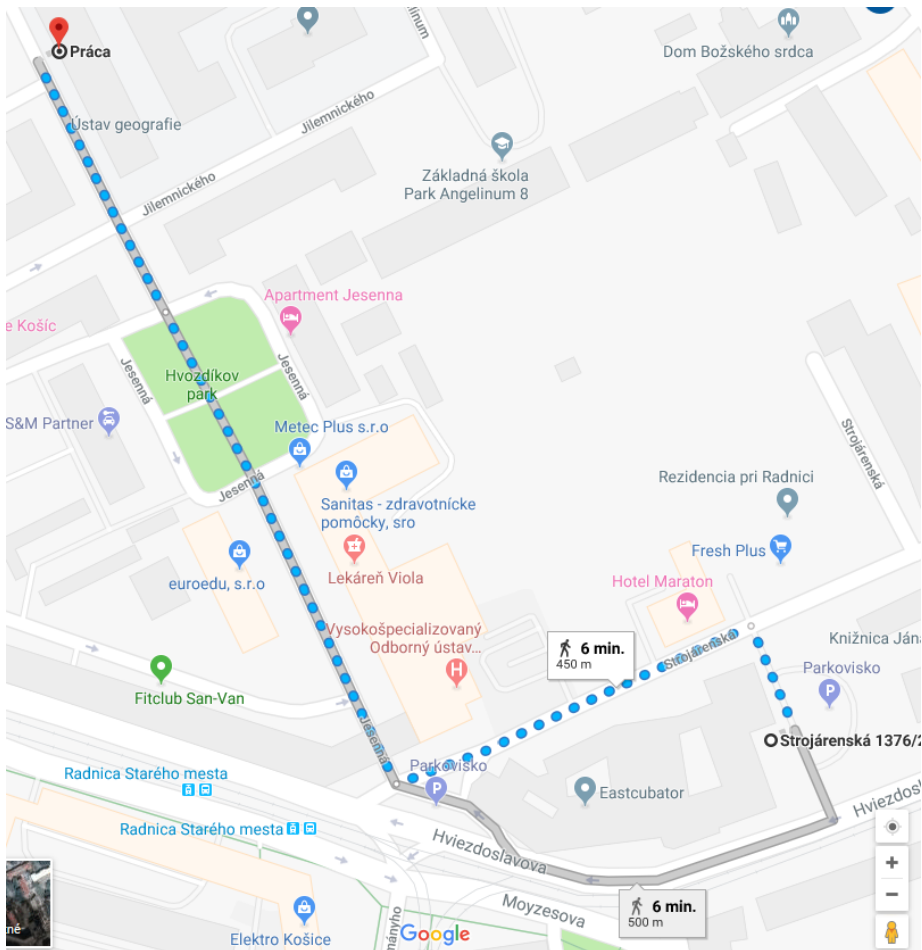 Práca
Dom Božského srdca
Ústav geografie
Jilemnického
Základná škola
Park Angelinum 8
Jilemnického
Apartment Jesenna
Jesenná
Jesenná
Hvozdíkov
park
S&M Partner
Metec Plus s.r.o
Strojárenská
Jesenná
Rezidencia pri Radnici
Sanitas - zdravotnícke
pomôcky, sro
Fresh Plus
euroedu, s.r.o
Lekáreň Viola
Hotel Maraton
Vysokošpecializovaný
Odborný ústav...
6 min.
450 m
Strojárenská
Knižnica Jána
Parkovisko
Fitclub San-Van
Jesenná
Strojárenská 1376/2
Radnica Starého mesta
Parkovisko
Eastcubator
Radnica Starého mesta
Hviezdoslavova
6 min.
500 m
Moyzesova
Google
Elektro Košice